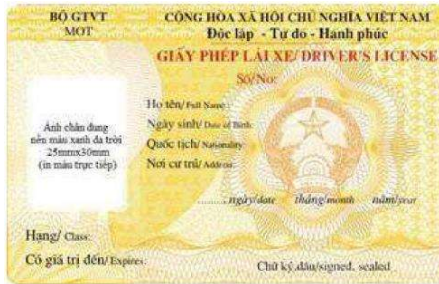 BỘ GTVT
MOT
CỘNG HÒA XÃ HỘI CHỦ NGHĨA VIỆT NAM
Độc lập - Tự do - Hạnh phúc
GIẤY PHÉP LÁI XE/ DRIVER'S LICENSE
Số/No:
Ảnh chân dung
nền màu xanh da trời
25mmx30mm
(in màu trực tiếp)
Họ tên/ Full Name:
Ngày sinh/ Date of Birth:
Quốc tịch/ Nationality:
Nơi cư trú/ Address:
........ngày/date tháng/month năm/year
Hạng/ Class:
Có giá trị đến/ Expires:
Chữ ký,dấu/signed, sealed